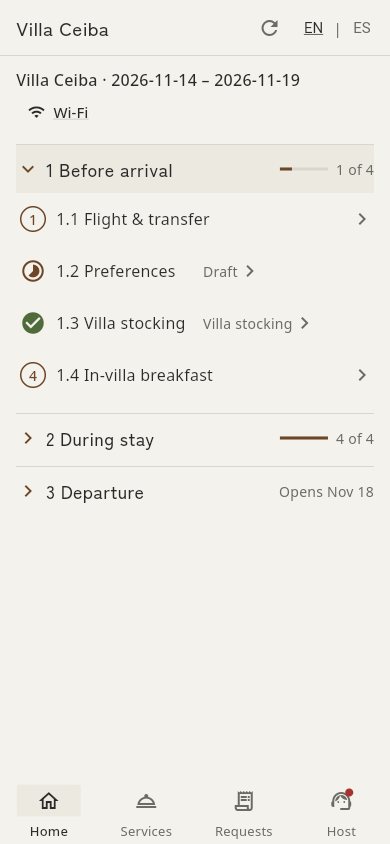 Villa Ceiba
EN | ES
Villa Ceiba · 2026-11-14 – 2026-11-19
Wi-Fi
1 Before arrival 1 of 4
1 1.1 Flight & transfer
1.2 Preferences Draft
1.3 Villa stocking Villa stocking
4 1.4 In-villa breakfast
2 During stay 4 of 4
3 Departure Opens Nov 18
Home Services Requests Host